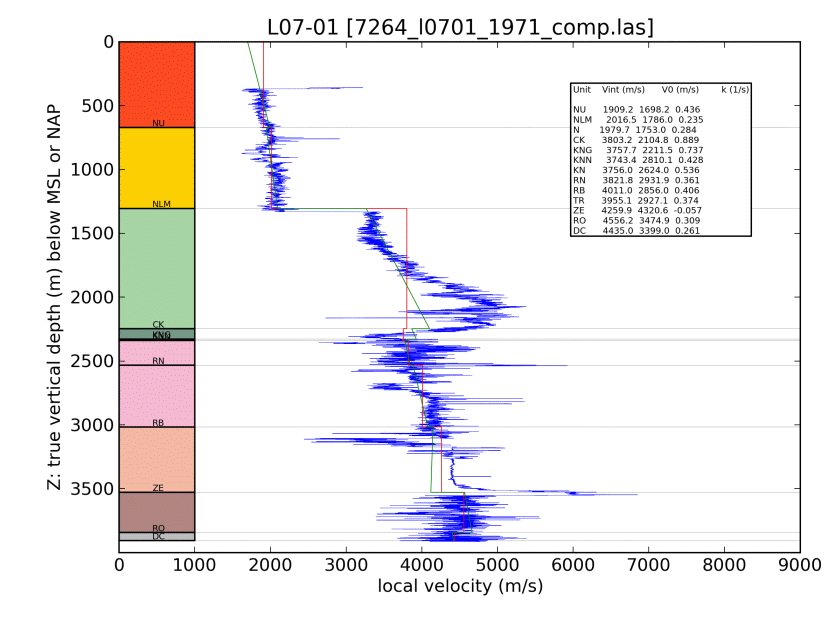 L07-01 [7264_l0701_1971_comp.las]
Z: true vertical depth (m) below MSL or NAP
0
500
1000
1500
2000
2500
3000
3500
NU
NLM
CK
KNG
RN
RB
ZE
RO
DC
Unit Vint (m/s) V0 (m/s) k (1/s)
NU 1909.2 1698.2 0.436
NLM 2016.5 1786.0 0.235
N 1979.7 1753.0 0.284
CK 3803.2 2104.8 0.889
KNG 3757.7 2211.5 0.737
KNN 3743.4 2810.1 0.428
KN 3756.0 2624.0 0.536
RN 3821.8 2931.9 0.361
RB 4011.0 2856.0 0.406
TR 3955.1 2927.1 0.374
ZE 4259.9 4320.6 -0.057
RO 4556.2 3474.9 0.309
DC 4435.0 3399.0 0.261
0 1000 2000 3000 4000 5000 6000 7000 8000 9000
local velocity (m/s)